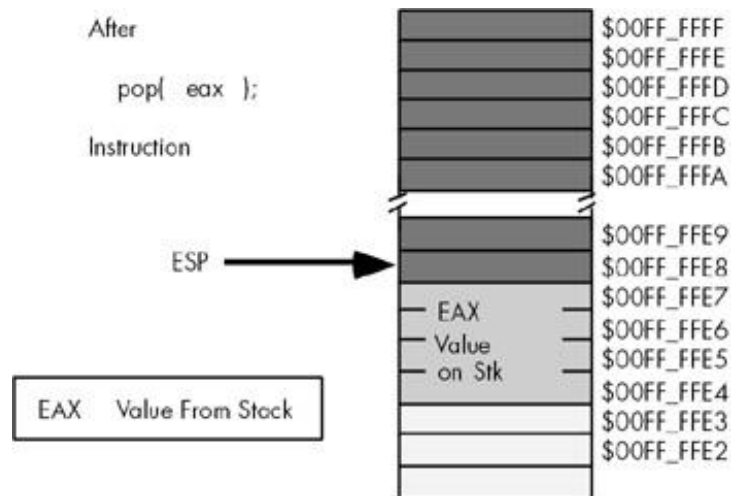 After
pop( eax );
Instruction
ESP
EAX Value From Stack
EAX
Value
on Stk
$00FF_FFFF
$00FF_FFFE
$00FF_FFFD
$00FF_FFFC
$00FF_FFFB
$00FF_FFFA
$00FF_FFE9
$00FF_FFE8
$00FF_FFE7
$00FF_FFE6
$00FF_FFE5
$00FF_FFE4
$00FF_FFE3
$00FF_FFE2